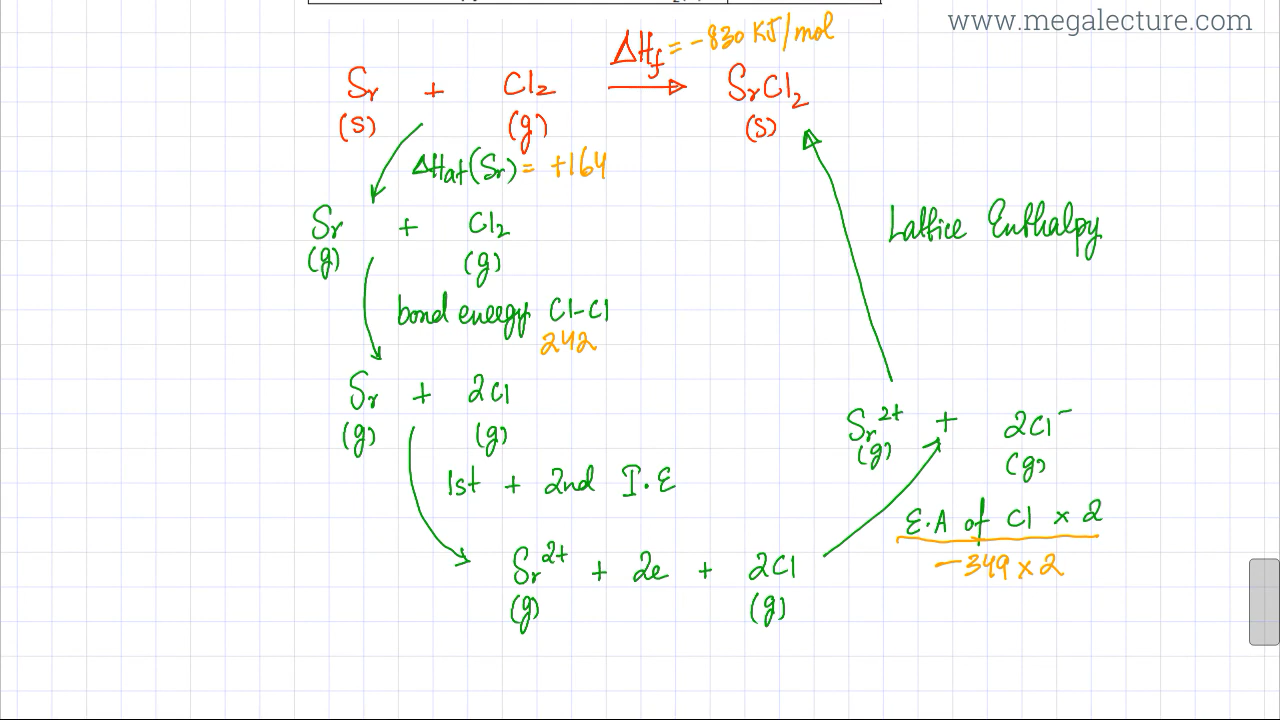 www.megalecture.com
ΔHf = -830 KJ/mol
Sr + Cl2 → SrCl2
(s) (g) (s)
ΔHat(Sr) = +164
Sr + Cl2
(g) (g)
Lattice Enthalpy
bond energy Cl-Cl
242
Sr + 2Cl
(g) (g)
Sr²⁺ + 2Cl⁻
(g) (g)
1st + 2nd I.E
E.A of Cl × 2
-349 × 2
Sr²⁺ + 2e + 2Cl
(g) (g)